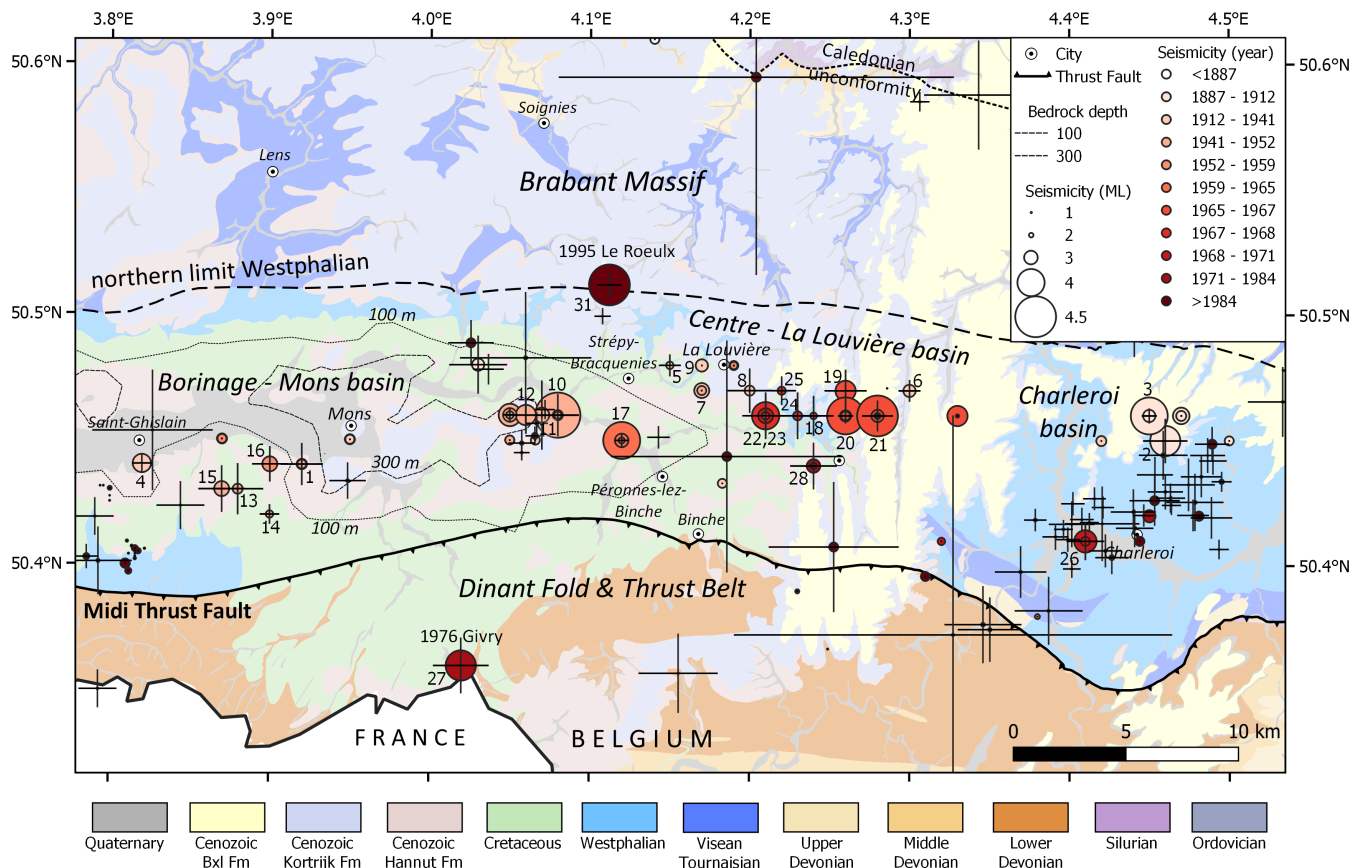 3.8°E
3.9°E
4.0°E
4.1°E
4.2°E
4.3°E
4.4°E
4.5°E
50.6°N
50.6°N
50.5°N
50.5°N
50.4°N
50.4°N
City
Thrust Fault
Bedrock depth
100
300
Seismicity (ML)
1
2
3
4
4.5
Seismicity (year)
<1887
1887 - 1912
1912 - 1941
1941 - 1952
1952 - 1959
1959 - 1965
1965 - 1967
1967 - 1968
1968 - 1971
1971 - 1984
>1984
Caledonian
unconformity
Soignies
Lens
Brabant Massif
1995 Le Roeulx
31
northern limit Westphalian
100 m
Strépy-
Bracquenies
Centre - La Louvière basin
La Louvière
Borinage - Mons basin
Saint-Ghislain
Mons
Charleroi
basin
10
12
11
17
5
9
7
8
25
24
22,23
18
19
20
21
6
3
2
28
4
16
15
13
1
14
300 m
100 m
Péronnes-lez-
Binche
Binche
26
Charleroi
Midi Thrust Fault
Dinant Fold & Thrust Belt
1976 Givry
27
FRANCE
BELGIUM
0
5
10 km
Quaternary
Cenozoic
Bxl Fm
Cenozoic
Kortrijk Fm
Cenozoic
Hannut Fm
Cretaceous
Westphalian
Visean
Tournaisian
Upper
Devonian
Middle
Devonian
Lower
Devonian
Silurian
Ordovician